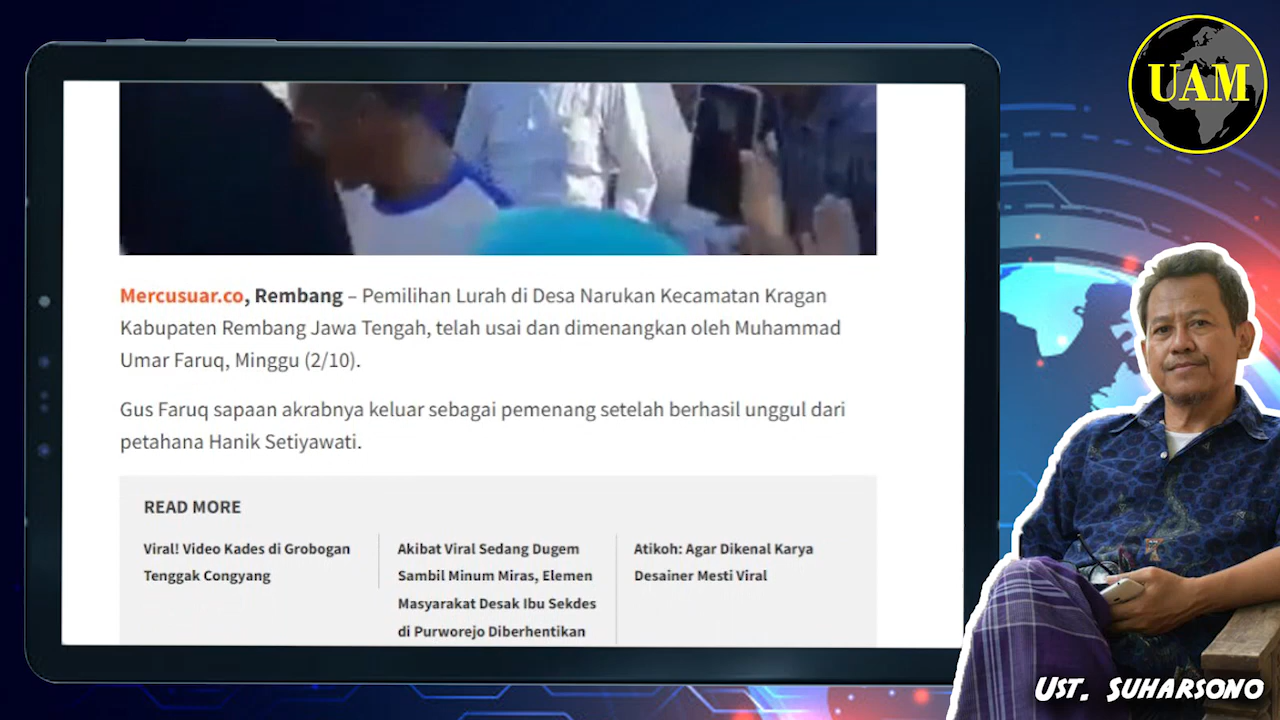 UAM
Mercusuar.co, Rembang – Pemilihan Lurah di Desa Narukan Kecamatan Kragan
Kabupaten Rembang Jawa Tengah, telah usai dan dimenangkan oleh Muhammad
Umar Faruq, Minggu (2/10).
Gus Faruq sapaan akrabnya keluar sebagai pemenang setelah berhasil unggul dari
petahana Hanik Setiyawati.
READ MORE
Viral! Video Kades di Grobogan
Tenggak Congyang
Akibat Viral Sedang Dugem
Sambil Minum Miras, Elemen
Masyarakat Desak Ibu Sekdes
di Purworejo Diberhentikan
Atikoh: Agar Dikenal Karya
Desainer Mesti Viral
UST. SUHARSONO